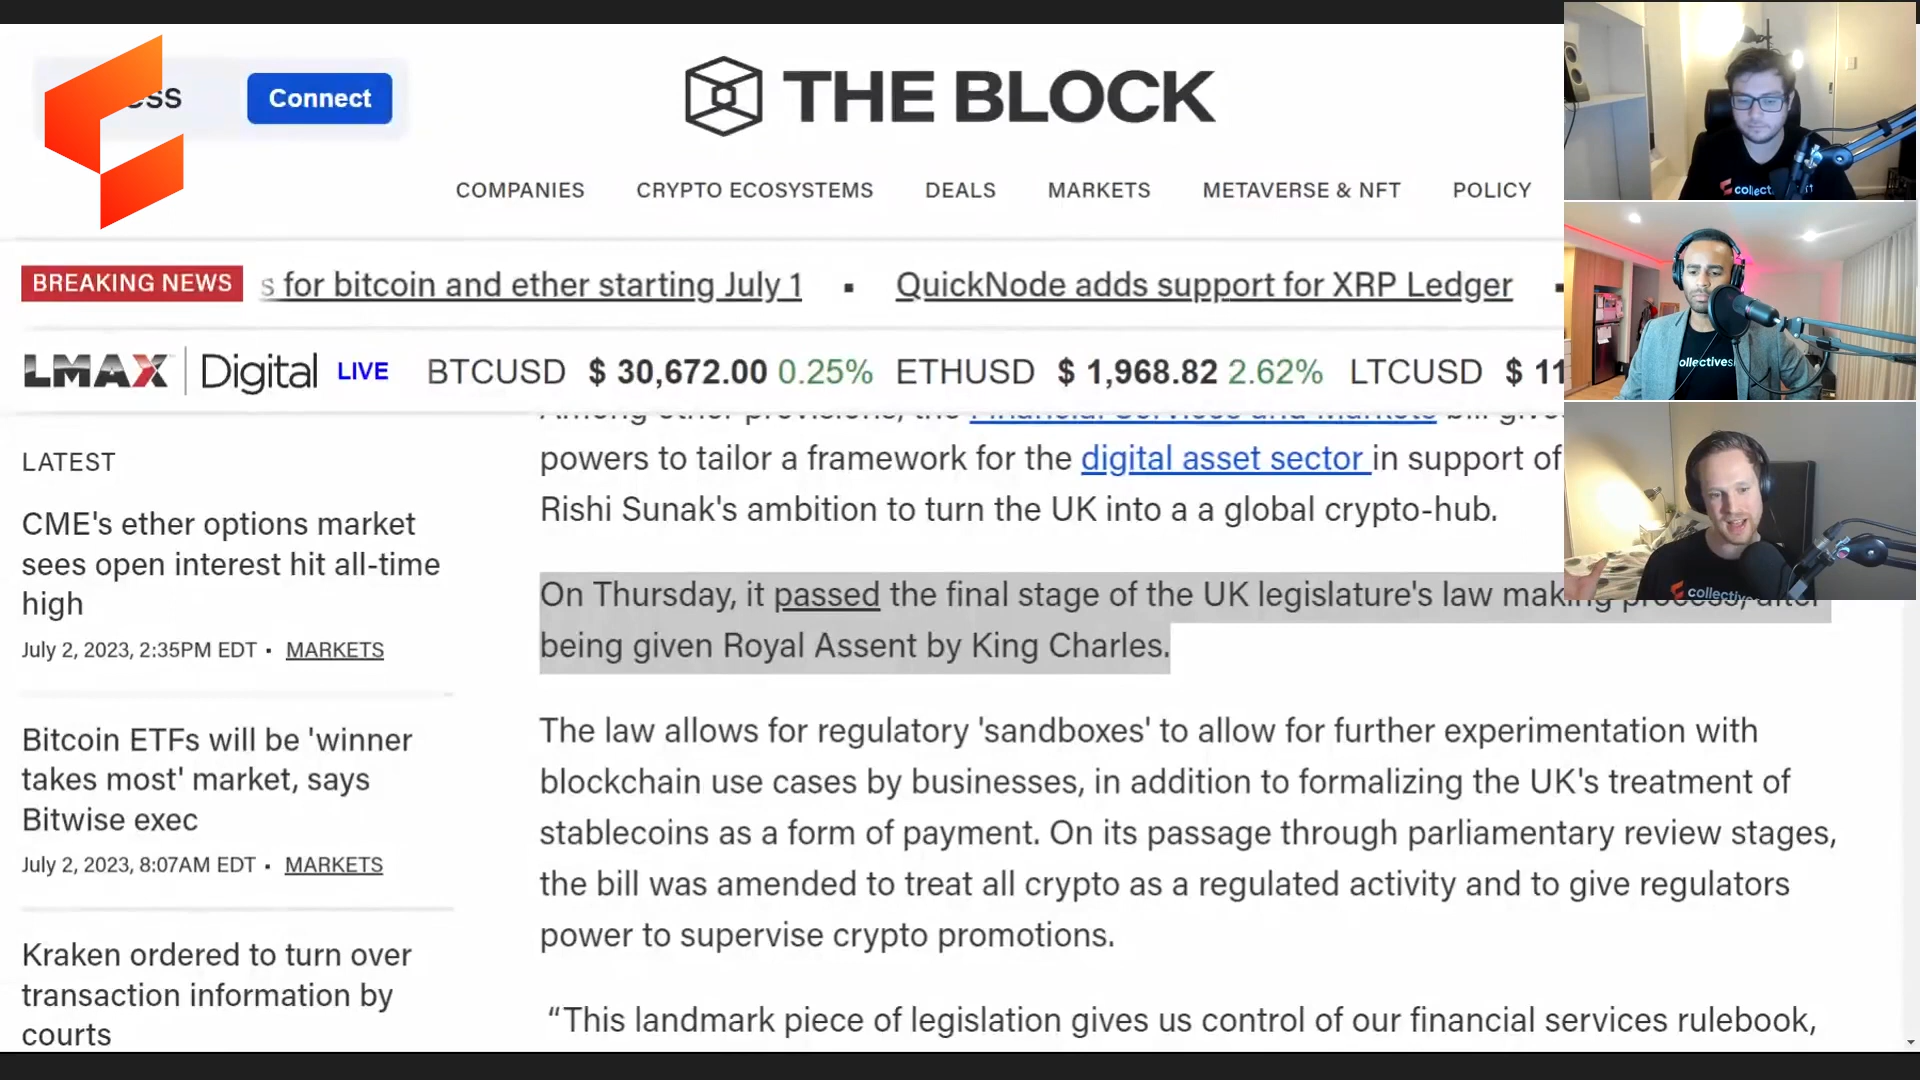 Connect
THE BLOCK
COMPANIES CRYPTO ECOSYSTEMS DEALS MARKETS METAVERSE & NFT POLICY
BREAKING NEWS s for bitcoin and ether starting July 1 ▪ QuickNode adds support for XRP Ledger ▪
LMAX Digital LIVE BTCUSD $ 30,672.00 0.25% ETHUSD $ 1,968.82 2.62% LTCUSD $ 11
LATEST
CME's ether options market
sees open interest hit all-time
high
July 2, 2023, 2:35PM EDT • MARKETS
Bitcoin ETFs will be 'winner
takes most' market, says
Bitwise exec
July 2, 2023, 8:07AM EDT • MARKETS
Kraken ordered to turn over
transaction information by
courts
powers to tailor a framework for the digital asset sector in support of
Rishi Sunak's ambition to turn the UK into a a global crypto-hub.
On Thursday, it passed the final stage of the UK legislature's law making process, after
being given Royal Assent by King Charles.
The law allows for regulatory 'sandboxes' to allow for further experimentation with
blockchain use cases by businesses, in addition to formalizing the UK's treatment of
stablecoins as a form of payment. On its passage through parliamentary review stages,
the bill was amended to treat all crypto as a regulated activity and to give regulators
power to supervise crypto promotions.
“This landmark piece of legislation gives us control of our financial services rulebook,